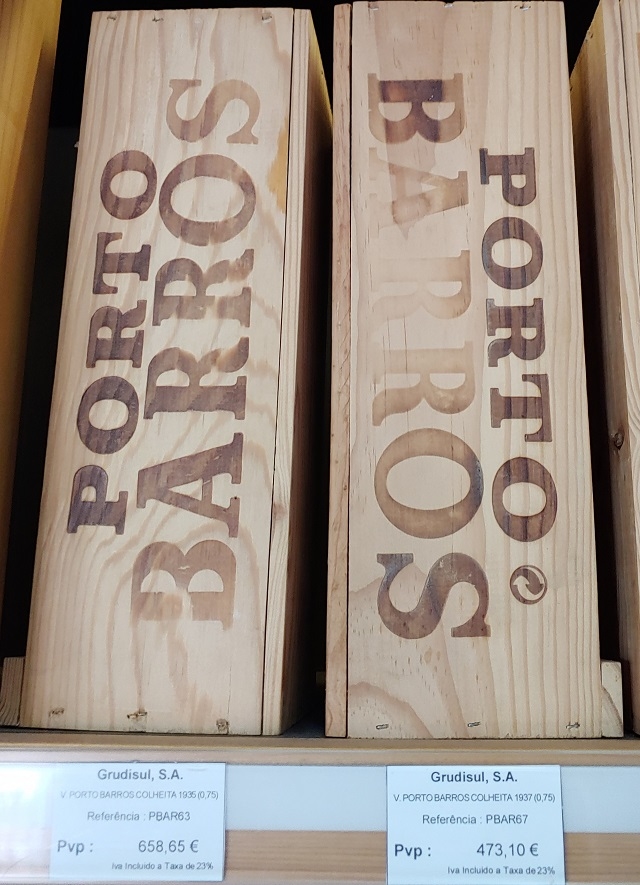 PORTO
BARROS
PORTO
BARROS
Grudisul, S.A.
V. PORTO BARROS COLHEITA 1935 (0,75)
Referência : PBAR63
Pvp : 658,65 €
Iva Incluido a Taxa de 23%
Grudisul, S.A.
V. PORTO BARROS COLHEITA 1937 (0,75)
Referência : PBAR67
Pvp : 473,10 €
Iva Incluido a Taxa de 23%